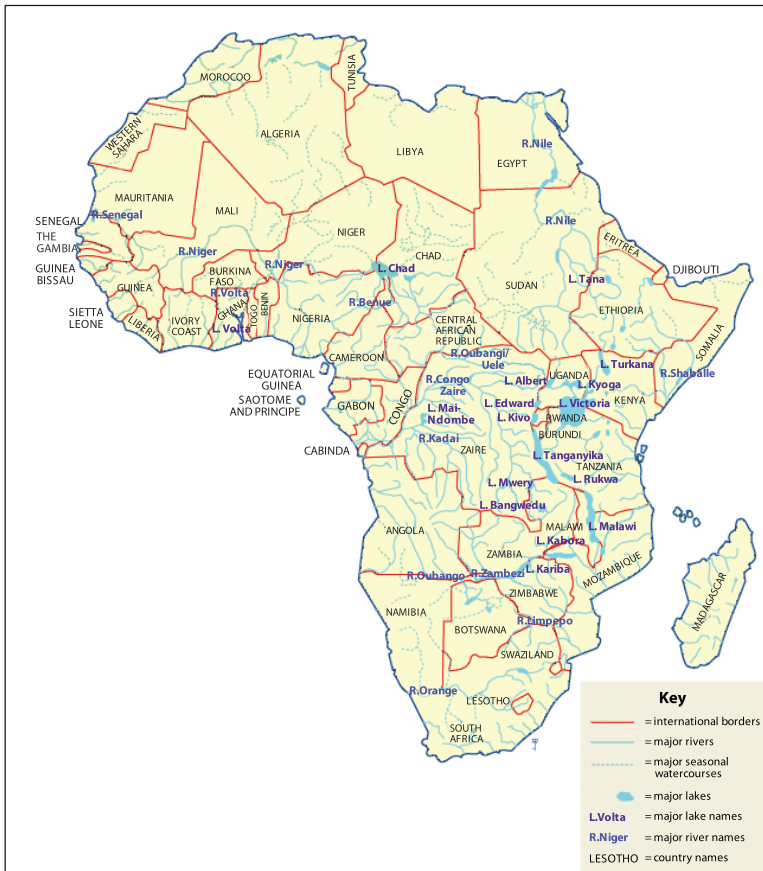 MOROCOO
TUNISIA
WESTERN
SAHARA
ALGERIA
LIBYA
EGYPT
R.Nile
MAURITANIA
MALI
NIGER
CHAD
SUDAN
R.Nile
ERITREA
DJIBOUTI
SENEGAL
R.Senegal
THE
GAMBIA
GUINEA
BISSAU
GUINEA
SIETTA
LEONE
LIBERIA
IVORY
COAST
R.Niger
BURKINA
FASO
R.Volta
GHANA
L.Volta
TOGO
BENIN
R.Niger
NIGERIA
R.Benue
L.Chad
L.Tana
ETHIOPIA
SOMALIA
CENTRAL
AFRICAN
REPUBLIC
CAMEROON
R.Oubangi/
Uele
EQUATORIAL
GUINEA
SAOTOME
AND PRINCIPE
GABON
CONGO
CABINDA
R.Congo
Zaire
L.Mai-
Ndombe
R.Kadai
ZAIRE
L.Albert
UGANDA
L.Kyoga
L.Turkana
R.Shaballe
KENYA
L.Edward
L.Victoria
L.Kivo
RWANDA
BURUNDI
L.Tanganyika
TANZANIA
L.Rukwa
L.Mwery
L.Bangwedu
ANGOLA
ZAMBIA
MALAWI
L.Malawi
L.Kabora
L.Kariba
R.Oubango
R.Zambezi
MOZAMBIQUE
ZIMBABWE
MADAGASCAR
NAMIBIA
BOTSWANA
R.Limpepo
SWAZILAND
R.Orange
LESOTHO
SOUTH
AFRICA
Key
= international borders
= major rivers
= major seasonal
watercourses
= major lakes
L.Volta = major lake names
R.Niger = major river names
LESOTHO = country names